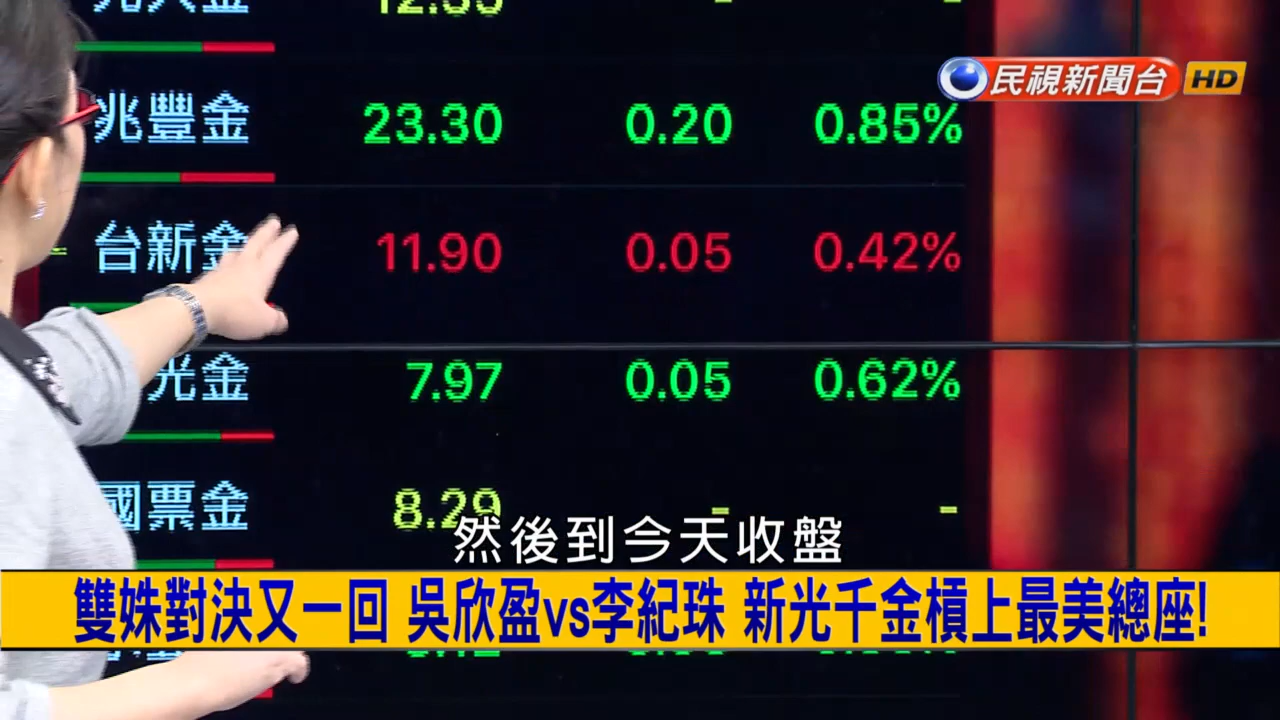 民視新聞台 HD
兆豐金 23.30 0.20 0.85%
台新金 11.90 0.05 0.42%
光金 7.97 0.05 0.62%
國票金 8.29 - -
然後到今天收盤
雙姝對決又一回 吳欣盈vs李紀珠 新光千金槓上最美總座!